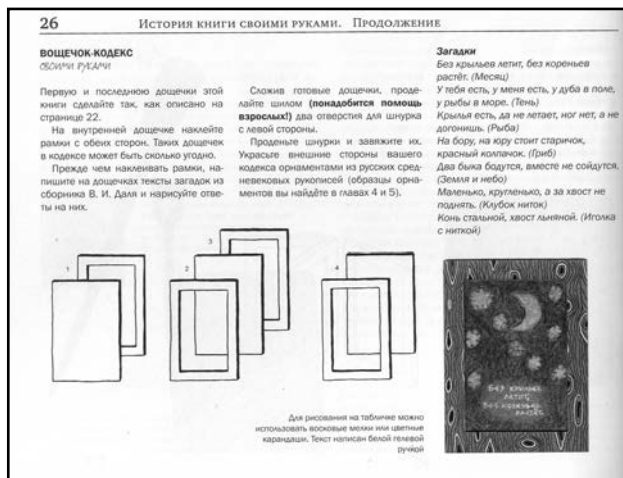 26
История книги своими руками. Продолжение
ВОЩЕЧОК-КОДЕКС
СВОИМИ РУКАМИ
Первую и последнюю дощечки этой
книги сделайте так, как описано на
странице 22.
На внутренней дощечке наклейте
рамки с обеих сторон. Таких дощечек
в кодексе может быть сколько угодно.
Прежде чем наклеивать рамки, на-
пишите на дощечках тексты загадок из
сборника В. И. Даля и нарисуйте отве-
ты на них.
Сложив готовые дощечки, проде-
лайте шилом (понадобится помощь
взрослых!) два отверстия для шнурка
с левой стороны.
Проденьте шнурки и завяжите их.
Украсьте внешние стороны вашего
кодекса орнаментами из русских сред-
невековых рукописей (образцы орна-
ментов вы найдёте в главах 4 и 5).
Загадки
Без крыльев летит, без кореньев
растёт. (Месяц)
У тебя есть, у меня есть, у дуба в поле,
у рыбы в море. (Тень)
Крылья есть, да не летает, ног нет, а не
догонишь. (Рыба)
На бору, на юру стоит старичок,
красный колпачок. (Гриб)
Два быка бодутся, вместе не сойдутся.
(Земля и небо)
Маленько, кругленько, а за хвост не
поднять. (Клубок ниток)
Конь стальной, хвост льняной. (Иголка
с ниткой)
1
2
3
4
Без крыльев
летит,
без кореньев
растёт
Для рисования на табличке можно
использовать восковые мелки или цветные
карандаши. Текст написан белой гелевой
ручкой